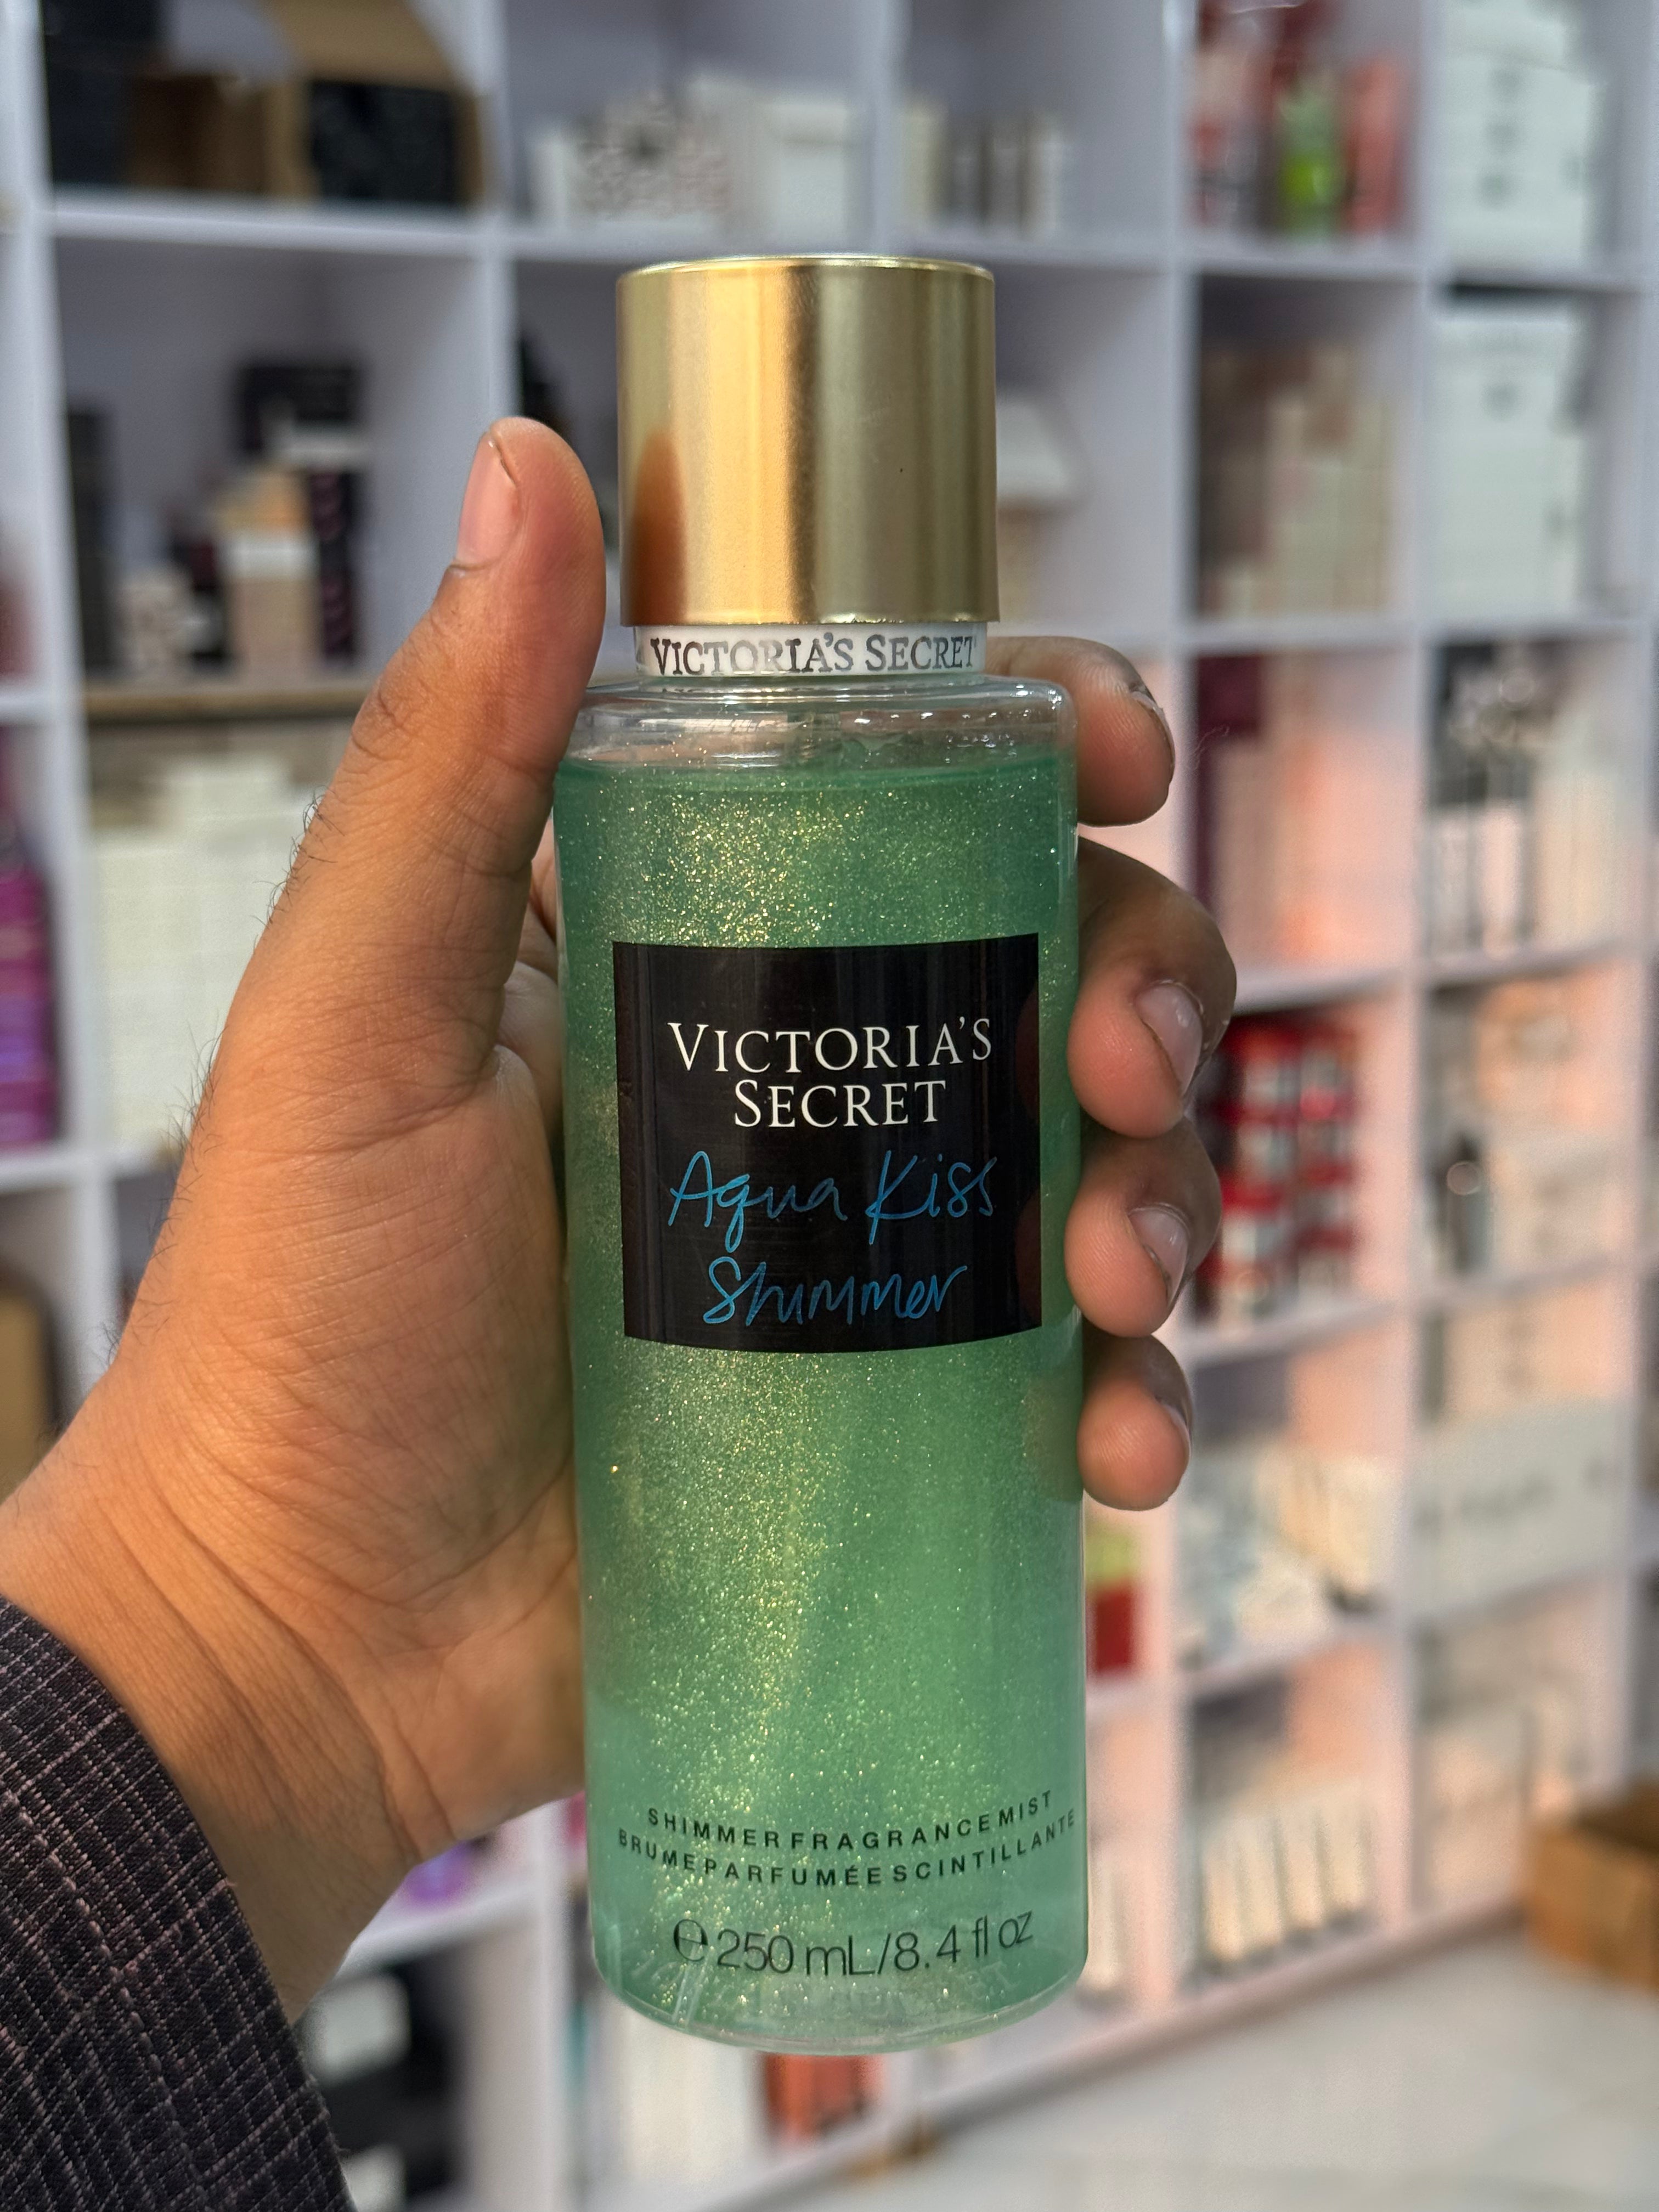 VICTORIA'S SECRET
VICTORIA'S
SECRET
Aqua Kiss
Shimmer
SHIMMER FRAGRANCE MIST
BRUME PARFUMÉE SCINTILLANTE
℮ 250 mL/8.4 fl oz